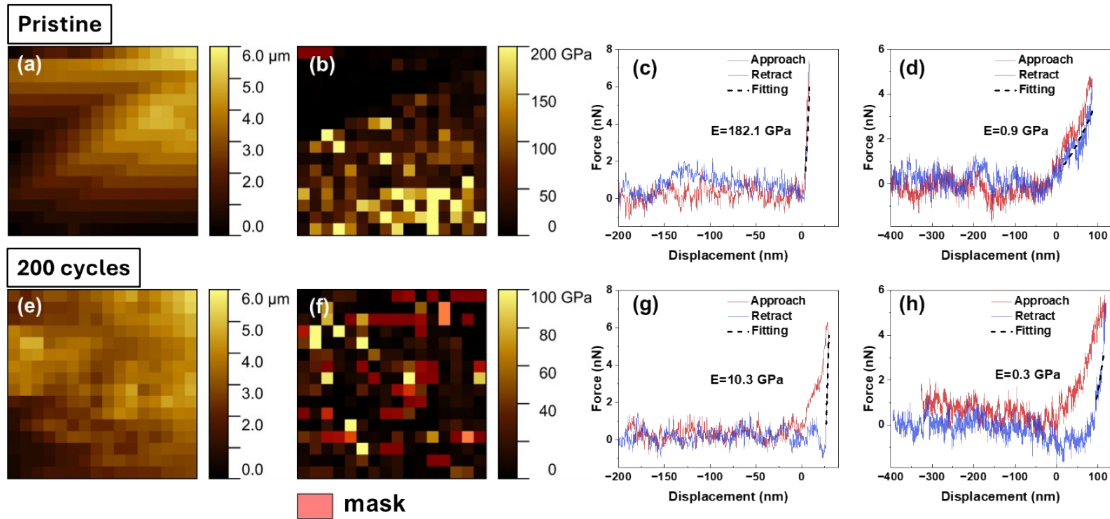 Pristine
(a)
6.0 µm
5.0
4.0
3.0
2.0
1.0
0.0
(b)
200 GPa
150
100
50
0
(c)
Approach
Retract
Fitting
E=182.1 GPa
Force (nN)
8
6
4
2
0
−200 −150 −100 −50 0
Displacement (nm)
(d)
Approach
Retract
Fitting
E=0.9 GPa
Force (nN)
6
4
2
0
−400 −300 −200 −100 0 100
Displacement (nm)
200 cycles
(e)
6.0 µm
5.0
4.0
3.0
2.0
1.0
0.0
(f)
100 GPa
80
60
40
20
0
(g)
Approach
Retract
Fitting
E=10.3 GPa
Force (nN)
8
6
4
2
0
−200 −150 −100 −50 0
Displacement (nm)
(h)
Approach
Retract
Fitting
E=0.3 GPa
Force (nN)
6
4
2
0
−400 −300 −200 −100 0 100
Displacement (nm)
mask